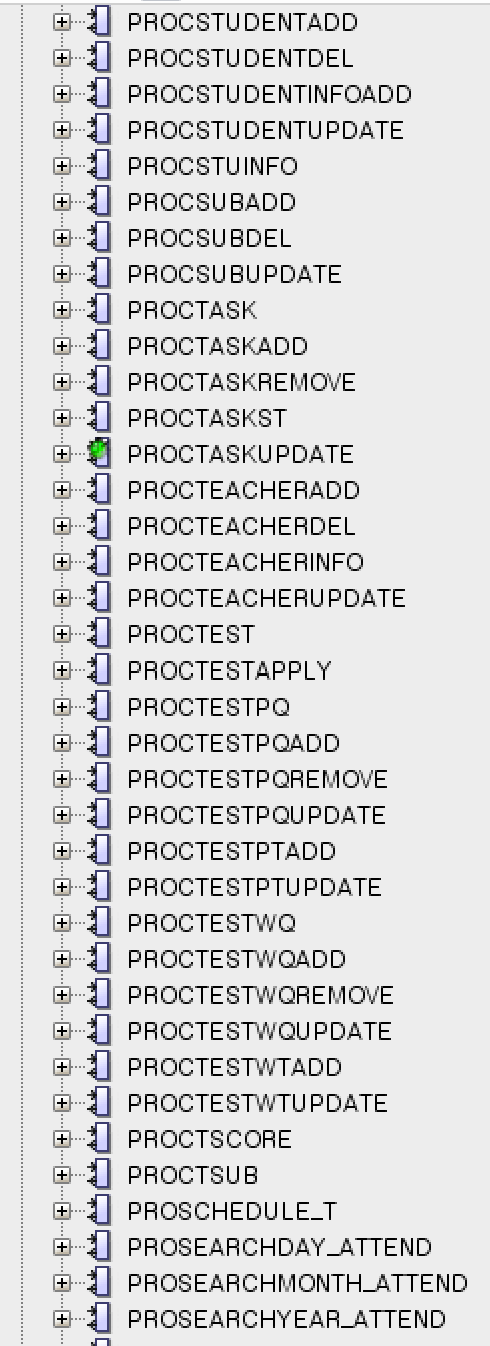 PROCSTUDENTADD
PROCSTUDENTDEL
PROCSTUDENTINFOADD
PROCSTUDENTUPDATE
PROCSTUINFO
PROCSUBADD
PROCSUBDEL
PROCSUBUPDATE
PROCTASK
PROCTASKADD
PROCTASKREMOVE
PROCTASKST
PROCTASKUPDATE
PROCTEACHERADD
PROCTEACHERDEL
PROCTEACHERINFO
PROCTEACHERUPDATE
PROCTEST
PROCTESTAPPLY
PROCTESTPQ
PROCTESTPQADD
PROCTESTPQREMOVE
PROCTESTPQUPDATE
PROCTESTPTADD
PROCTESTPTUPDATE
PROCTESTWQ
PROCTESTWQADD
PROCTESTWQREMOVE
PROCTESTWQUPDATE
PROCTESTWTADD
PROCTESTWTUPDATE
PROCTSCORE
PROCTSUB
PROSCHEDULE_T
PROSEARCHDAY_ATTEND
PROSEARCHMONTH_ATTEND
PROSEARCHYEAR_ATTEND